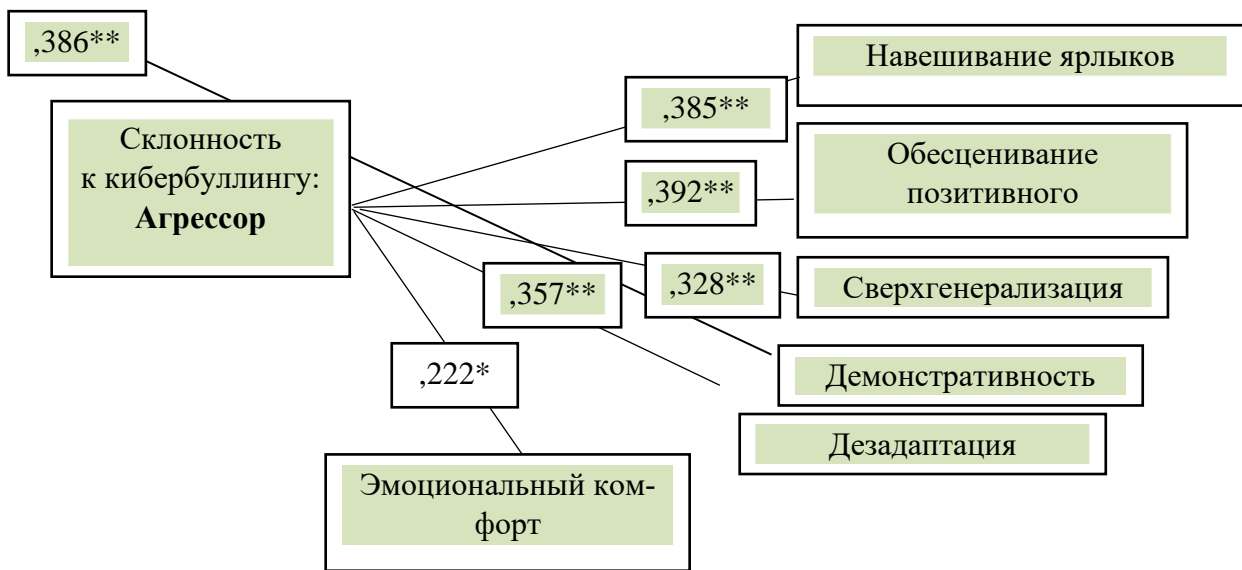 ,386**
Навешивание ярлыков
,385**
Склонность
к кибербуллингу:
Агрессор
Обесценивание
позитивного
,392**
,357**
,328**
Сверхгенерализация
,222*
Демонстративность
Дезадаптация
Эмоциональный ком-
форт